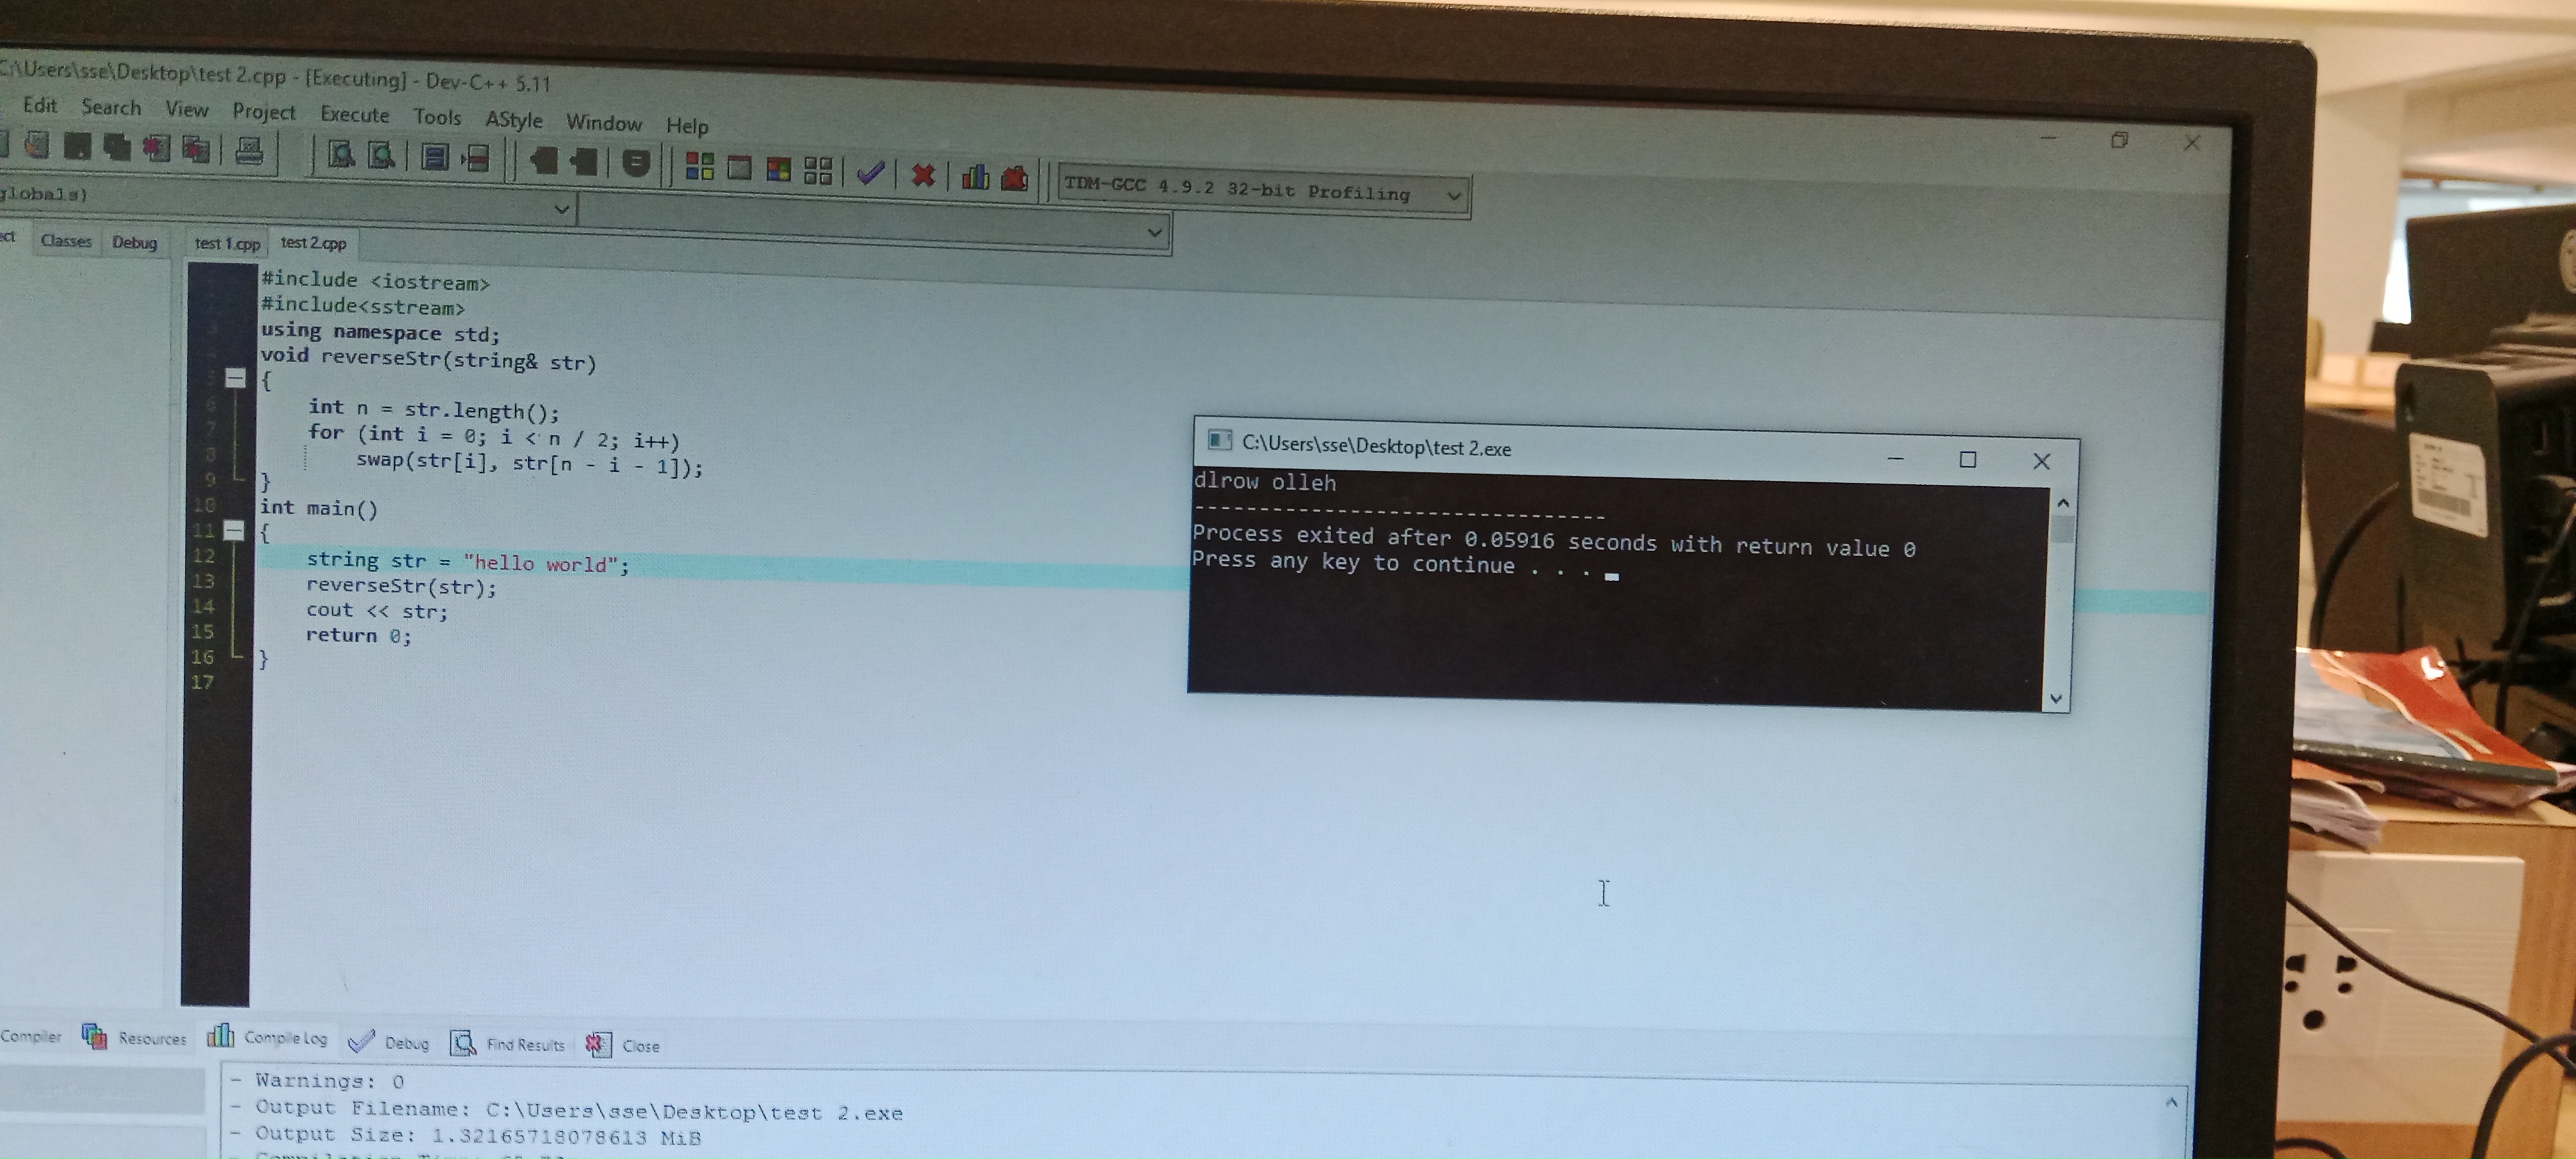 C:\Users\sse\Desktop\test 2.cpp - [Executing] - Dev-C++ 5.11
Edit Search View Project Execute Tools AStyle Window Help
TDM-GCC 4.9.2 32-bit Profiling
globals)
Classes Debug test 1.cpp test 2.cpp
#include <iostream>
#include<sstream>
using namespace std;
void reverseStr(string& str)
5 {
6 int n = str.length();
7 for (int i = 0; i < n / 2; i++)
8 swap(str[i], str[n - i - 1]);
9 }
10 int main()
11 {
12 string str = "hello world";
13 reverseStr(str);
14 cout << str;
15 return 0;
16 }
17
C:\Users\sse\Desktop\test 2.exe
dlrow olleh
--------------------------------
Process exited after 0.05916 seconds with return value 0
Press any key to continue . . .
Compiler Resources Compile Log Debug Find Results Close
- Warnings: 0
- Output Filename: C:\Users\sse\Desktop\test 2.exe
- Output Size: 1.32165718078613 MiB